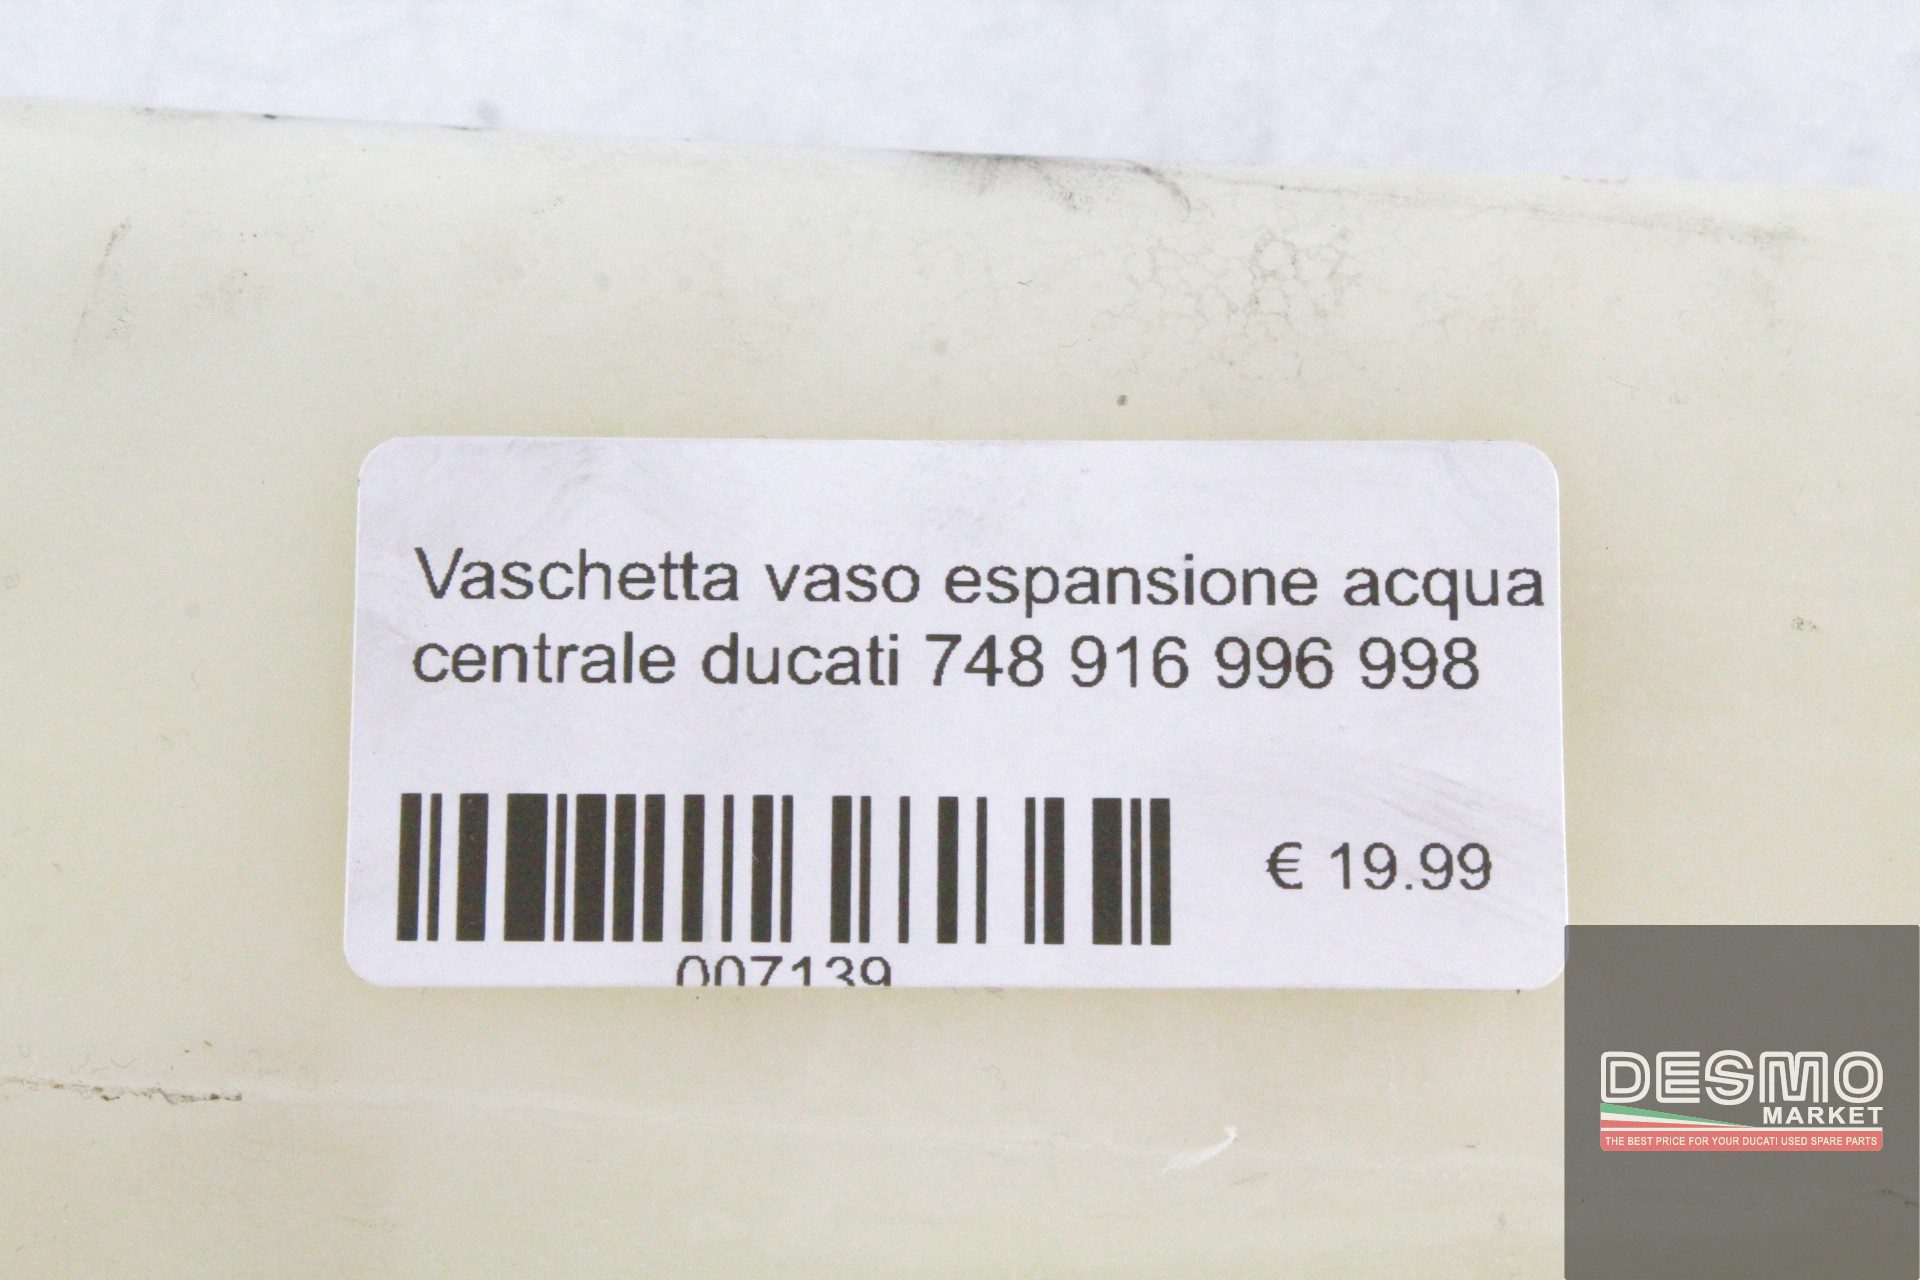 Vaschetta vaso espansione acqua
centrale ducati 748 916 996 998
€ 19.99
007139
DESMO
MARKET
THE BEST PRICE FOR YOUR DUCATI USED SPARE PARTS